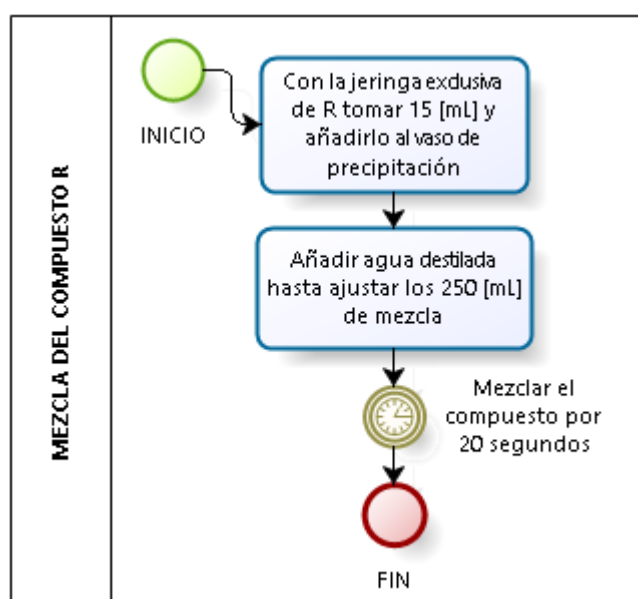 MEZCLA DEL COMPUESTO R
INICIO
Con la jeringa exclusiva
de R tomar 15 [mL] y
añadirlo al vaso de
precipitación
Añadir agua destilada
hasta ajustar los 250 [mL]
de mezcla
Mezclar el
compuesto por
20 segundos
FIN